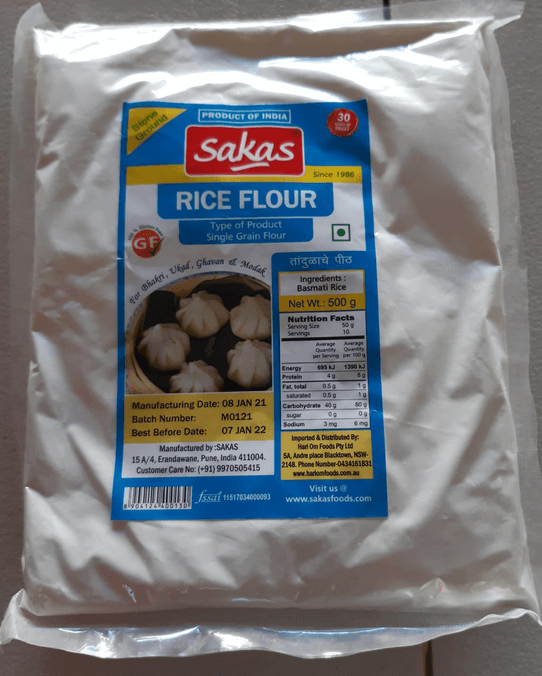 PRODUCT OF INDIA
Stone
Ground
30
Sakas
Since 1986
RICE FLOUR
Type of Product
Single Grain Flour
GF
For Bhakri, Ukad, Ghavan & Modak
तांदुळाचे पीठ
Ingredients :
Basmati Rice
Net Wt.: 500 g
Nutrition Facts
Serving Size 50 g
Servings 10
Average Quantity per Serving
Average Quantity per 100 g
Energy 695 kJ 1390 kJ
Protein 4 g 8 g
Fat, total 0.5 g 1 g
saturated 0.5 g 1 g
Carbohydrate 40 g 80 g
sugar 0 g 0 g
Sodium 3 mg 6 mg
Manufacturing Date: 08 JAN 21
Batch Number: M0121
Best Before Date: 07 JAN 22
Manufactured by :SAKAS
15 A/4, Erandawane, Pune, India 411004.
Customer Care No: (+91) 9970505415
Imported & Distributed By:
Hari Om Foods Pty Ltd
5A, Andre place Blacktown, NSW-
2148. Phone Number-0434161831
www.hariomfoods.com.au
8 904124 400130
fssai 11517034000093
Visit us @
www.sakasfoods.com